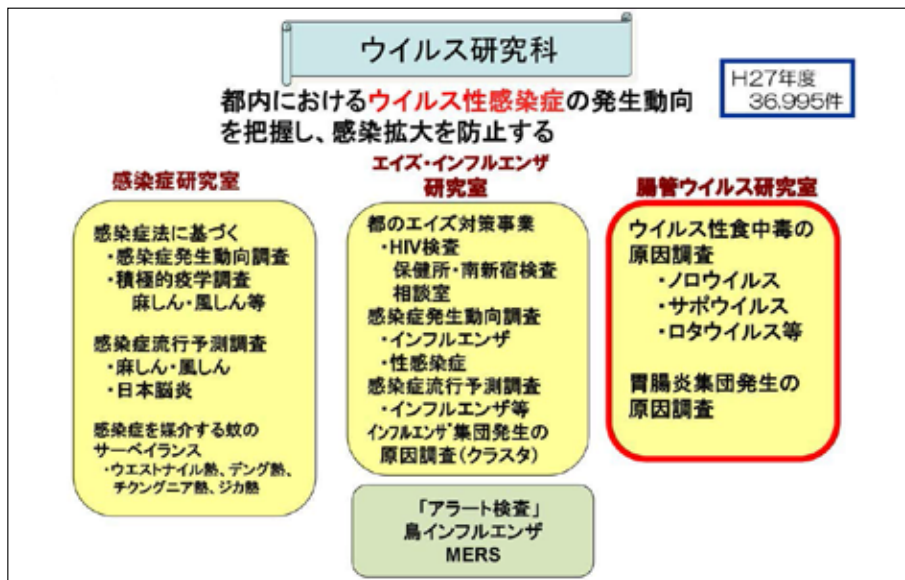 ウイルス研究科
H27年度
36,995件
都内におけるウイルス性感染症の発生動向
を把握し、感染拡大を防止する
感染症研究室
感染症法に基づく
・感染症発生動向調査
・積極的疫学調査
麻しん・風しん等
感染症流行予測調査
・麻しん・風しん
・日本脳炎
感染症を媒介する蚊の
サーベイランス
・ウエストナイル熱、デング熱、
チクングニア熱、ジカ熱
エイズ・インフルエンザ
研究室
都のエイズ対策事業
・HIV検査
保健所・南新宿検査
相談室
感染症発生動向調査
・インフルエンザ
・性感染症
感染症流行予測調査
・インフルエンザ等
インフルエンザ集団発生の
原因調査(クラスタ)
「アラート検査」
鳥インフルエンザ
MERS
腸管ウイルス研究室
ウイルス性食中毒の
原因調査
・ノロウイルス
・サポウイルス
・ロタウイルス等
胃腸炎集団発生の
原因調査